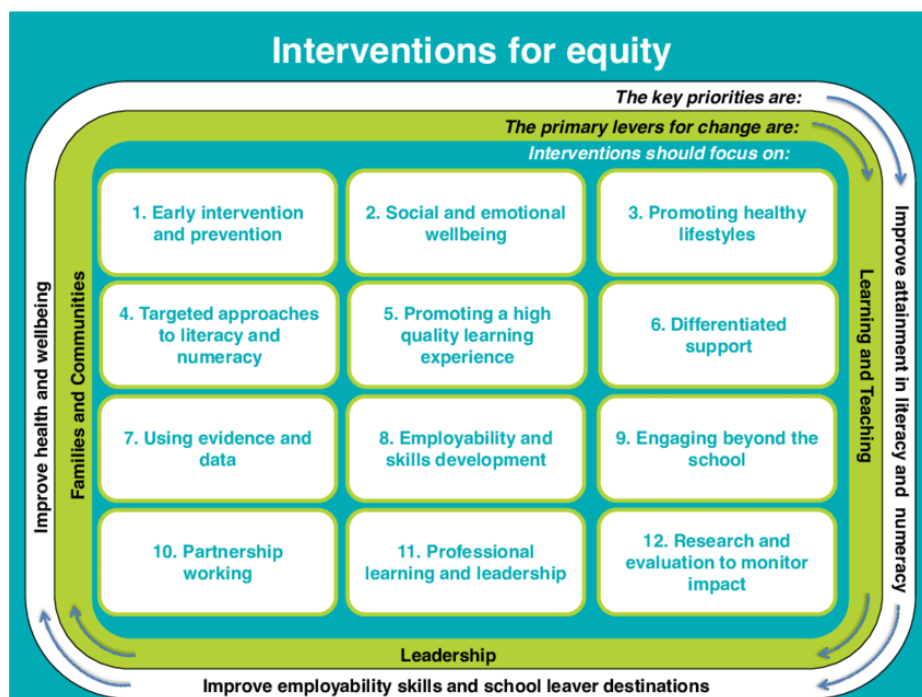 Interventions for equity
The key priorities are:
The primary levers for change are:
Interventions should focus on:
1. Early intervention
and prevention
2. Social and emotional
wellbeing
3. Promoting healthy
lifestyles
4. Targeted approaches
to literacy and
numeracy
5. Promoting a high
quality learning
experience
6. Differentiated
support
7. Using evidence and
data
8. Employability and
skills development
9. Engaging beyond the
school
10. Partnership
working
11. Professional
learning and leadership
12. Research and
evaluation to monitor
impact
Learning and Teaching
Improve attainment in literacy and numeracy
Leadership
Improve employability skills and school leaver destinations
Families and Communities
Improve health and wellbeing